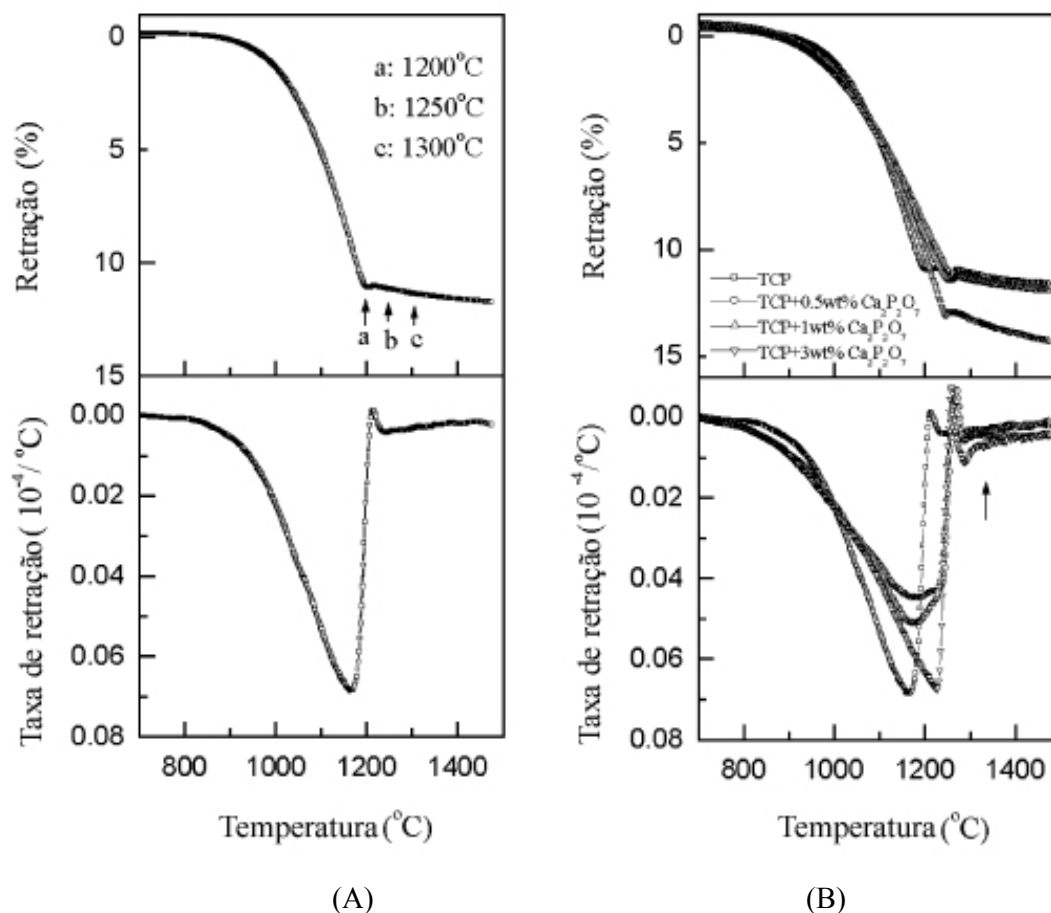 0
5
10
15
Retração (%)
a: 1200°C
b: 1250°C
c: 1300°C
a
b
c
0.00
0.02
0.04
0.06
0.08
Taxa de retração ( 10⁻⁴/ °C)
800 1000 1200 1400
Temperatura (°C)
(A)
0
5
10
15
Retração (%)
TCP
TCP+0.5wt% Ca₂P₂O₇
TCP+1wt% Ca₂P₂O₇
TCP+3wt% Ca₂P₂O₇
0.00
0.02
0.04
0.06
0.08
Taxa de retração (10⁻⁴/°C)
800 1000 1200 1400
Temperatura (°C)
(B)